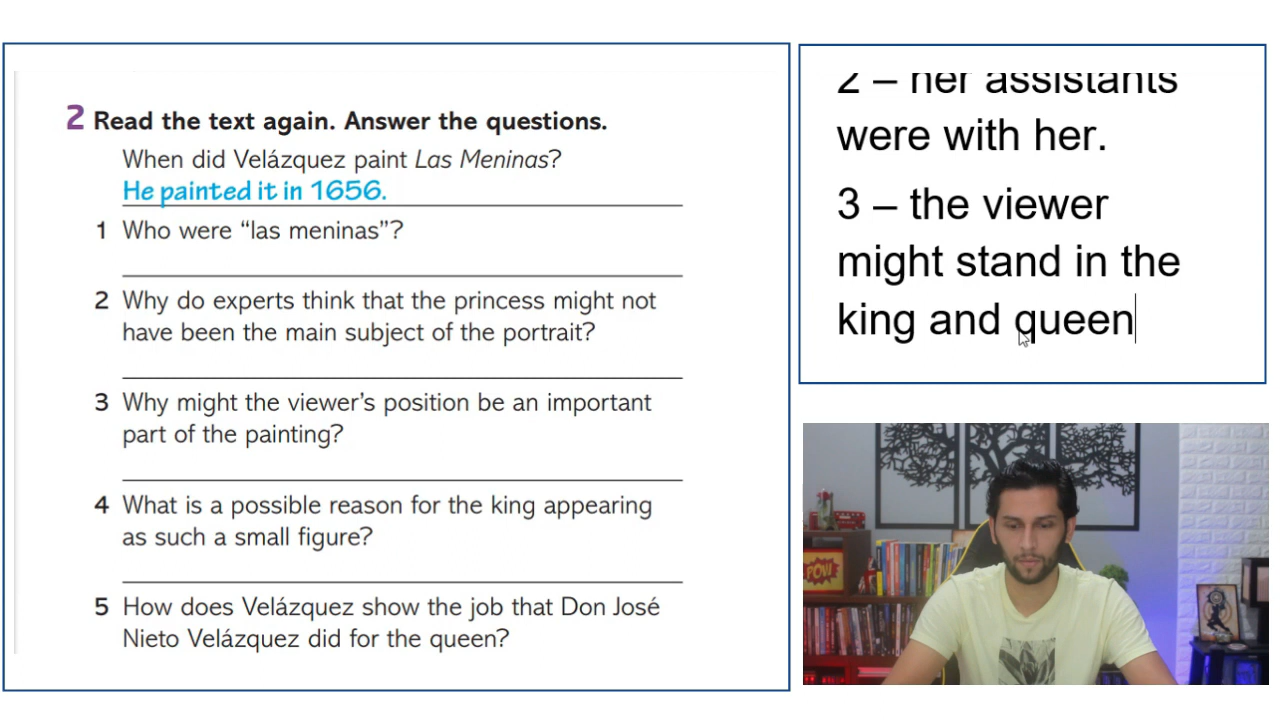 2 Read the text again. Answer the questions.
When did Velázquez paint Las Meninas?
He painted it in 1656.
1 Who were “las meninas”?
2 Why do experts think that the princess might not
have been the main subject of the portrait?
3 Why might the viewer’s position be an important
part of the painting?
4 What is a possible reason for the king appearing
as such a small figure?
5 How does Velázquez show the job that Don José
Nieto Velázquez did for the queen?
2 – her assistants
were with her.
3 – the viewer
might stand in the
king and queen
POW!